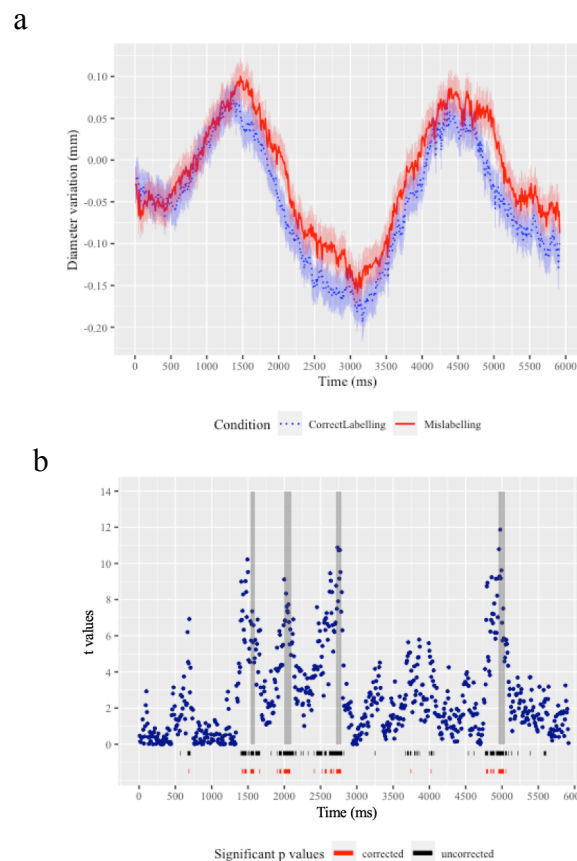 a
0.10
0.05
0.00
-0.05
-0.10
-0.15
-0.20
Diameter variation (mm)
0 500 1000 1500 2000 2500 3000 3500 4000 4500 5000 5500 6000
Time (ms)
Condition CorrectLabelling Mislabelling
b
14
12
10
8
6
4
2
0
t values
0 500 1000 1500 2000 2500 3000 3500 4000 4500 5000 5500 600
Time (ms)
Significant p values corrected uncorrected